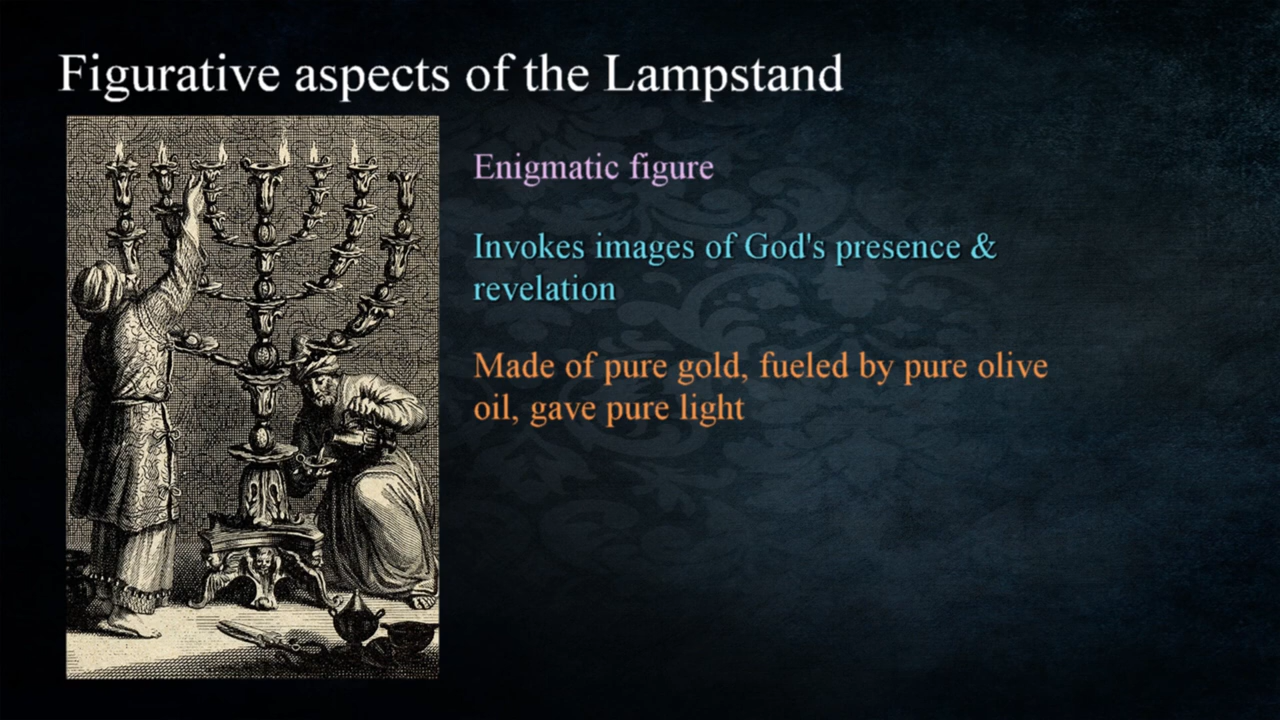 Figurative aspects of the Lampstand
Enigmatic figure
Invokes images of God's presence &
revelation
Made of pure gold, fueled by pure olive
oil, gave pure light